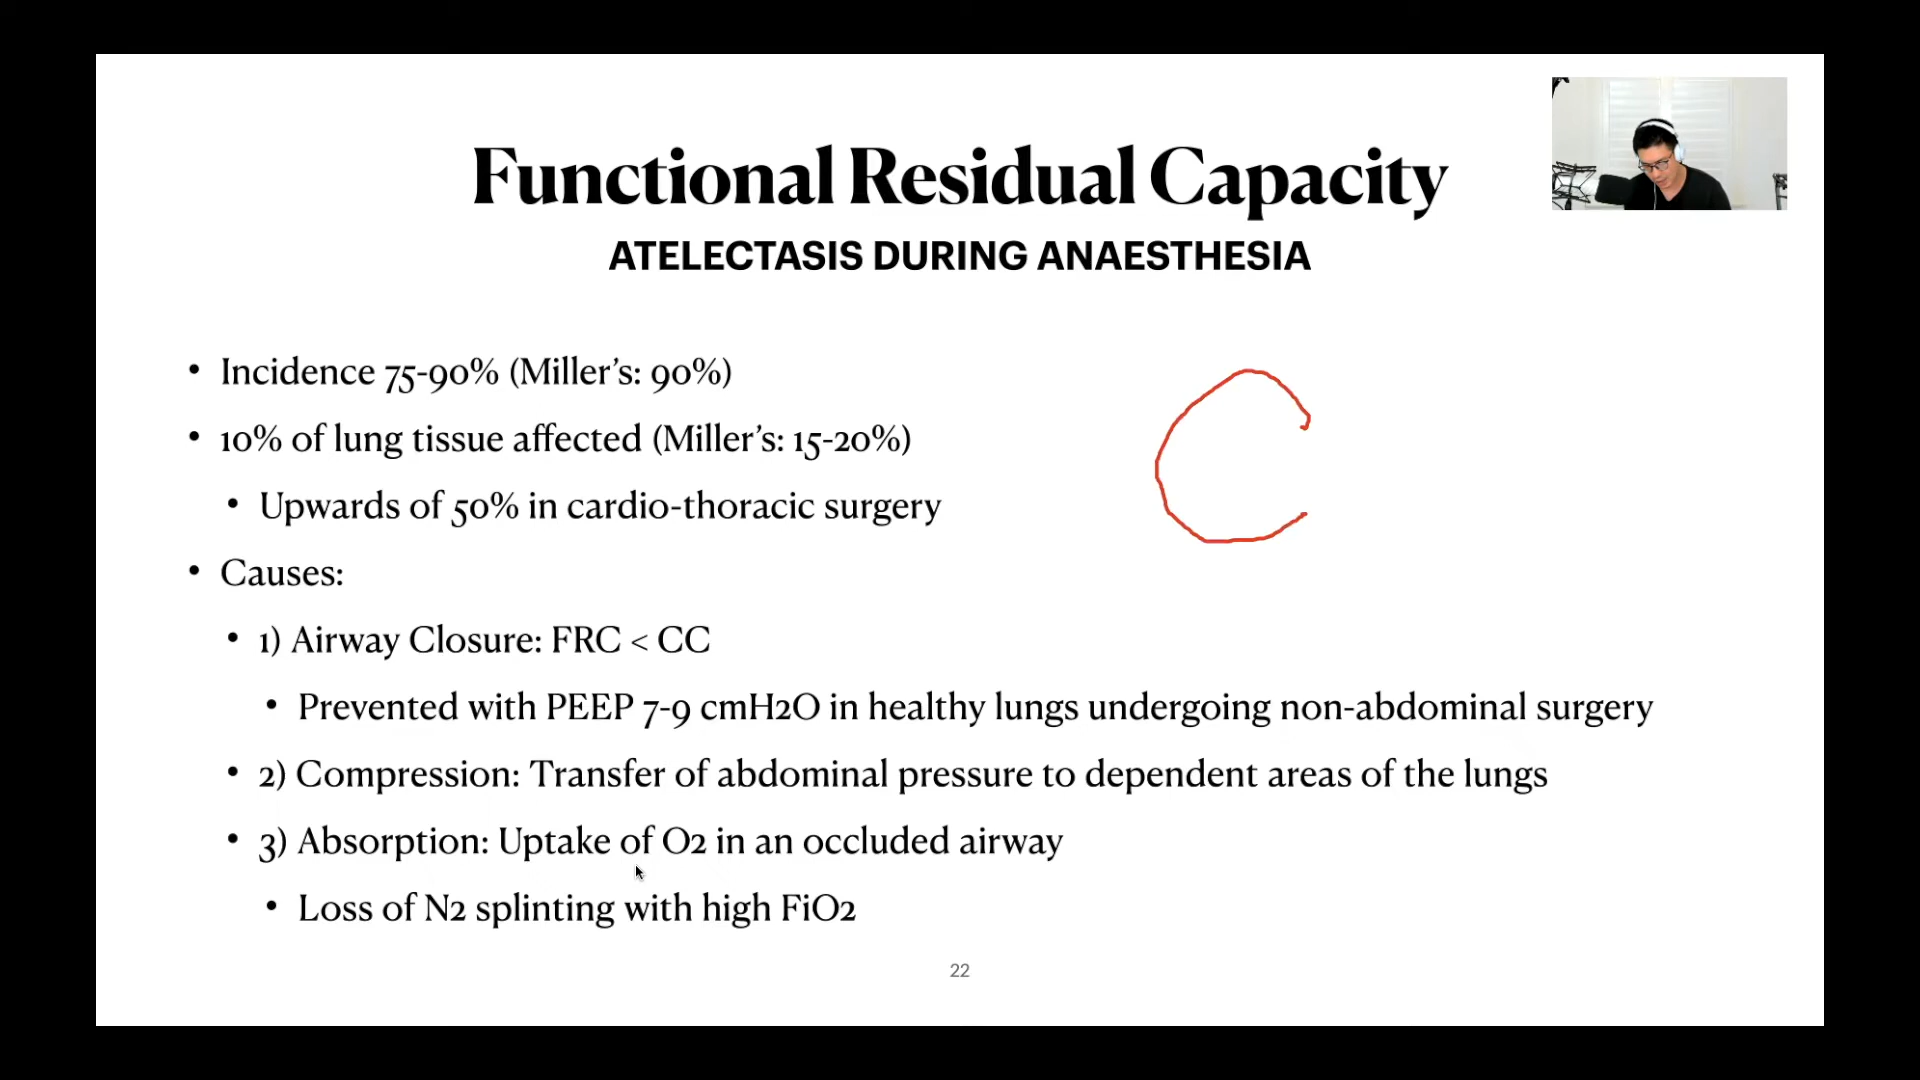 Functional Residual Capacity
ATELECTASIS DURING ANAESTHESIA
• Incidence 75-90% (Miller’s: 90%)
• 10% of lung tissue affected (Miller’s: 15-20%)
• Upwards of 50% in cardio-thoracic surgery
• Causes:
• 1) Airway Closure: FRC < CC
• Prevented with PEEP 7-9 cmH2O in healthy lungs undergoing non-abdominal surgery
• 2) Compression: Transfer of abdominal pressure to dependent areas of the lungs
• 3) Absorption: Uptake of O2 in an occluded airway
• Loss of N2 splinting with high FiO2
22